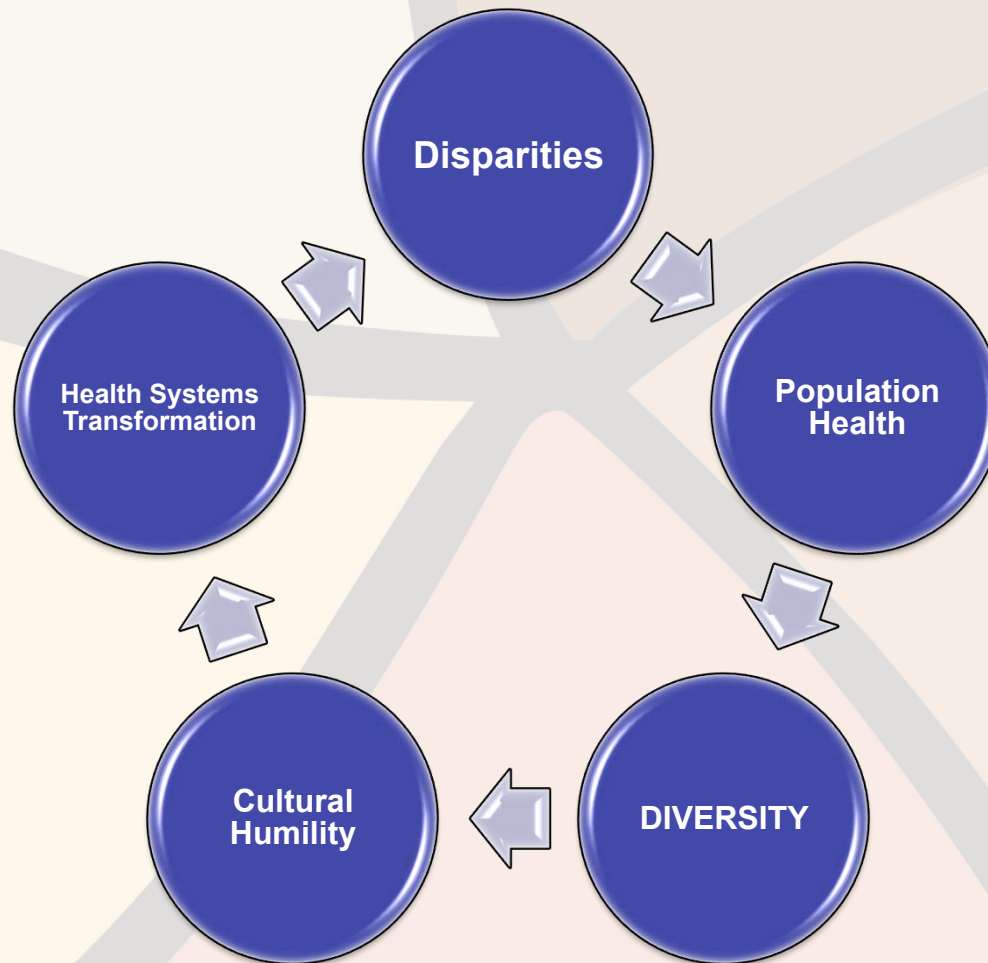 Disparities
Population
Health
DIVERSITY
Cultural
Humility
Health Systems
Transformation